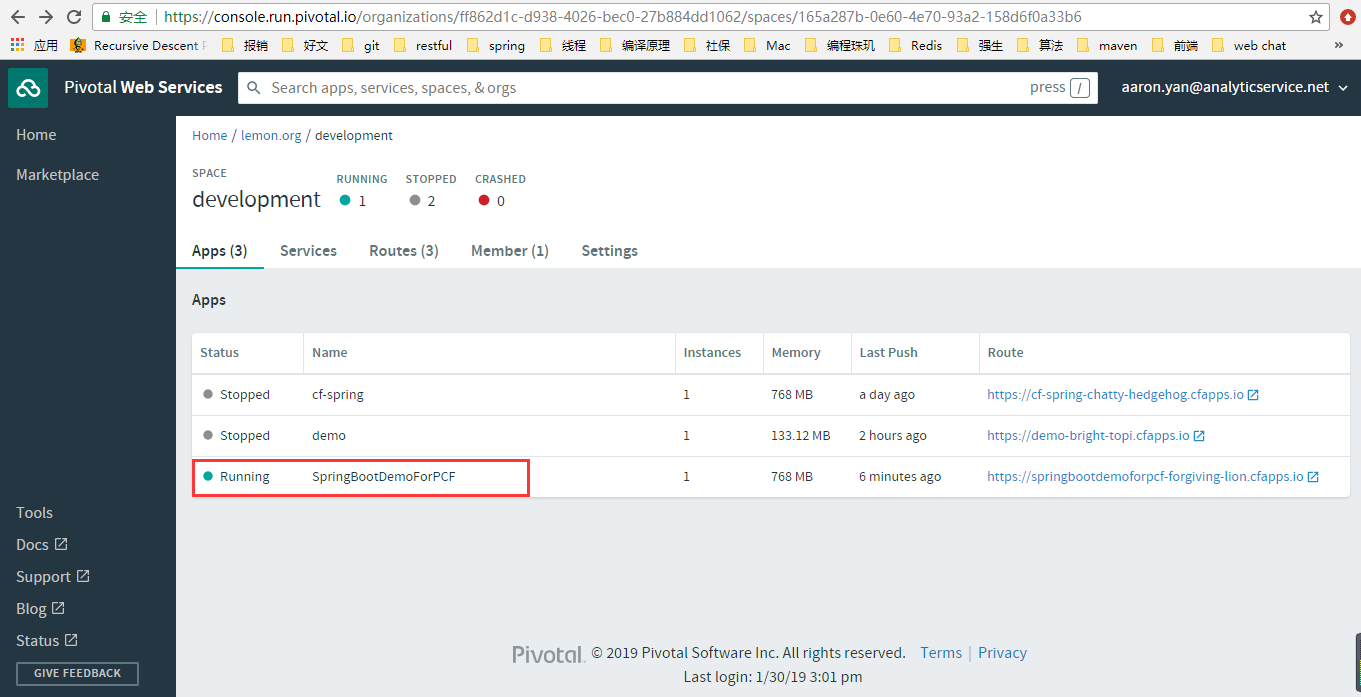 安全 https://console.run.pivotal.io/organizations/ff862d1c-d938-4026-bec0-27b884dd1062/spaces/165a287b-0e60-4e70-93a2-158d6f0a33b6
应用 Recursive Descent 报销 好文 git restful spring 线程 编译原理 社保 Mac 编程珠玑 Redis 强生 算法 maven 前端 web chat »
Pivotal Web Services Search apps, services, spaces, & orgs press / aaron.yan@analyticservice.net
Home
Marketplace
Home / lemon.org / development
SPACE RUNNING STOPPED CRASHED
development 1 2 0
Apps (3) Services Routes (3) Member (1) Settings
Apps
Status Name Instances Memory Last Push Route
Stopped cf-spring 1 768 MB a day ago https://cf-spring-chatty-hedgehog.cfapps.io
Stopped demo 1 133.12 MB 2 hours ago https://demo-bright-topi.cfapps.io
Running SpringBootDemoForPCF 1 768 MB 6 minutes ago https://springbootdemoforpcf-forgiving-lion.cfapps.io
Tools
Docs
Support
Blog
Status
GIVE FEEDBACK
Pivotal. © 2019 Pivotal Software Inc. All rights reserved. Terms | Privacy
Last login: 1/30/19 3:01 pm